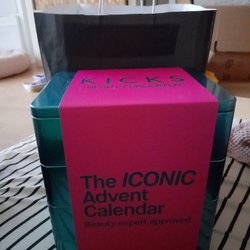 KICKS
The ICONIC
Advent
Calendar
Beauty expert approved